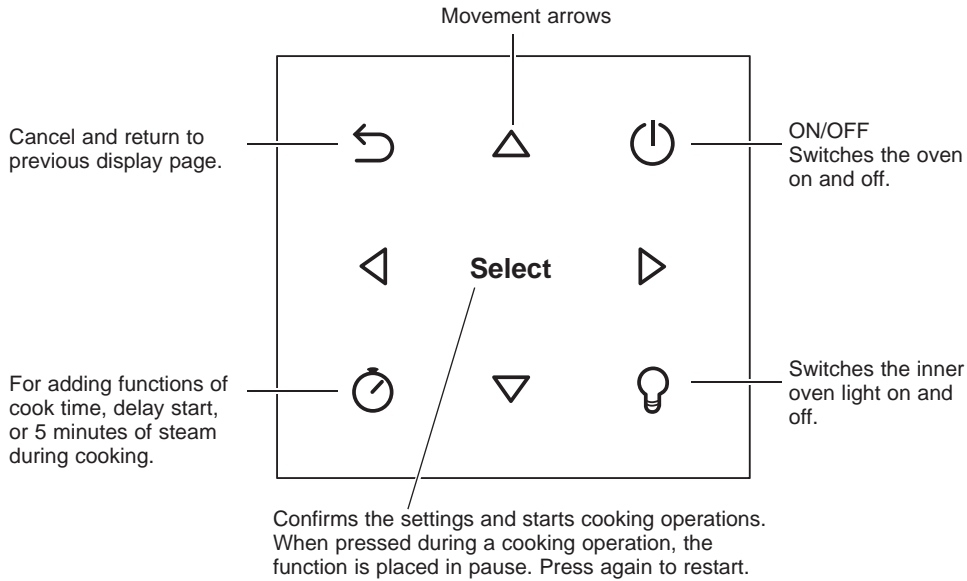 Movement arrows
Cancel and return to
previous display page.
ON/OFF
Switches the oven
on and off.
Select
For adding functions of
cook time, delay start,
or 5 minutes of steam
during cooking.
Switches the inner
oven light on and
off.
Confirms the settings and starts cooking operations.
When pressed during a cooking operation, the
function is placed in pause. Press again to restart.